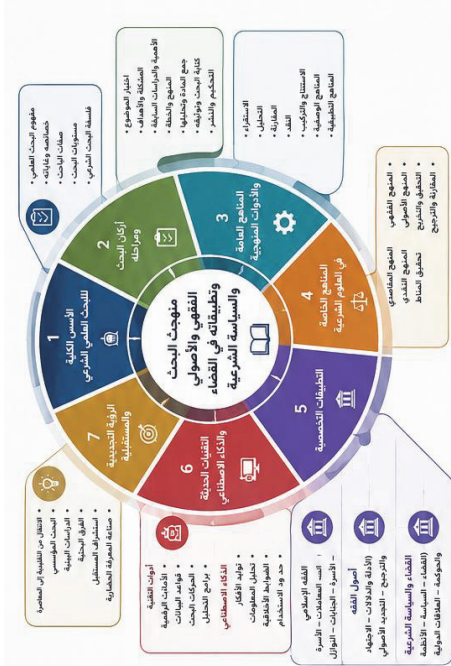 منهجث البحث
الفقهي والأصولي
وتطبيقاته في القضاء
والسياسة الشرعية
1
الأسس الكلية
للبحث العلمي الشرعي
• مفهوم البحث العلمي
• خصائصه وغاياته
• صفات الباحث
• مستويات البحث
• فلسفة البحث الشرعي
2
أركان البحث
ومراحله
• اختيار الموضوع
• المشكلة والأهداف
• الأهمية والدراسات السابقة
• المنهج والخطة
• جمع المادة وتحليلها
• كتابة البحث وتوثيقه
• التحكيم والنشر
3
المناهج العامة
والأدوات المنهجية
• الاستقراء
• التحليل
• المقارنة
• النقد
• الاستنتاج والتركيب
• المناهج الوصفية
• المناهج التطبيقية
4
المناهج الخاصة
في العلوم الشرعية
• المنهج الفقهي
• المنهج الأصولي
• التحقيق والتخريج
• المقارنة والترجيح
المنهج المقاصدي
المنهج النقدي
تحقيق المناط
5
التطبيقات التخصصية
الفقه الإسلامي
المعاملات – الأسرة
– الأسرة – الجنايات – النوازل
أصول الفقه
(الأدلة والدلالات – الاجتهاد
والترجيح – التجديد الأصولي
القضاء والسياسة الشرعية
(القضاء – السياسة – الأنظمة
والحوكمة – العلاقات الدولية
6
التقنيات الحديثة
والذكاء الاصطناعي
أدوات التقنية
• الأمانت الرقمية
• قواعد البيانات
• المحركات البحث
• برامج التحليل
الذكاء الاصطناعي
• توليد الأفكار
• تحليل المعلومات
• الضوابط الأخلاقية
• حدود الاستخدام
7
الرؤية التجديدية
والمستقبلية
• الانتقال من التقليدية إلى المعاصرة
• البحث المؤسسي
• الدراسات البينية
• الفرق البحثية
• استشراف المستقبل
• صناعة المعرفة الحضارية